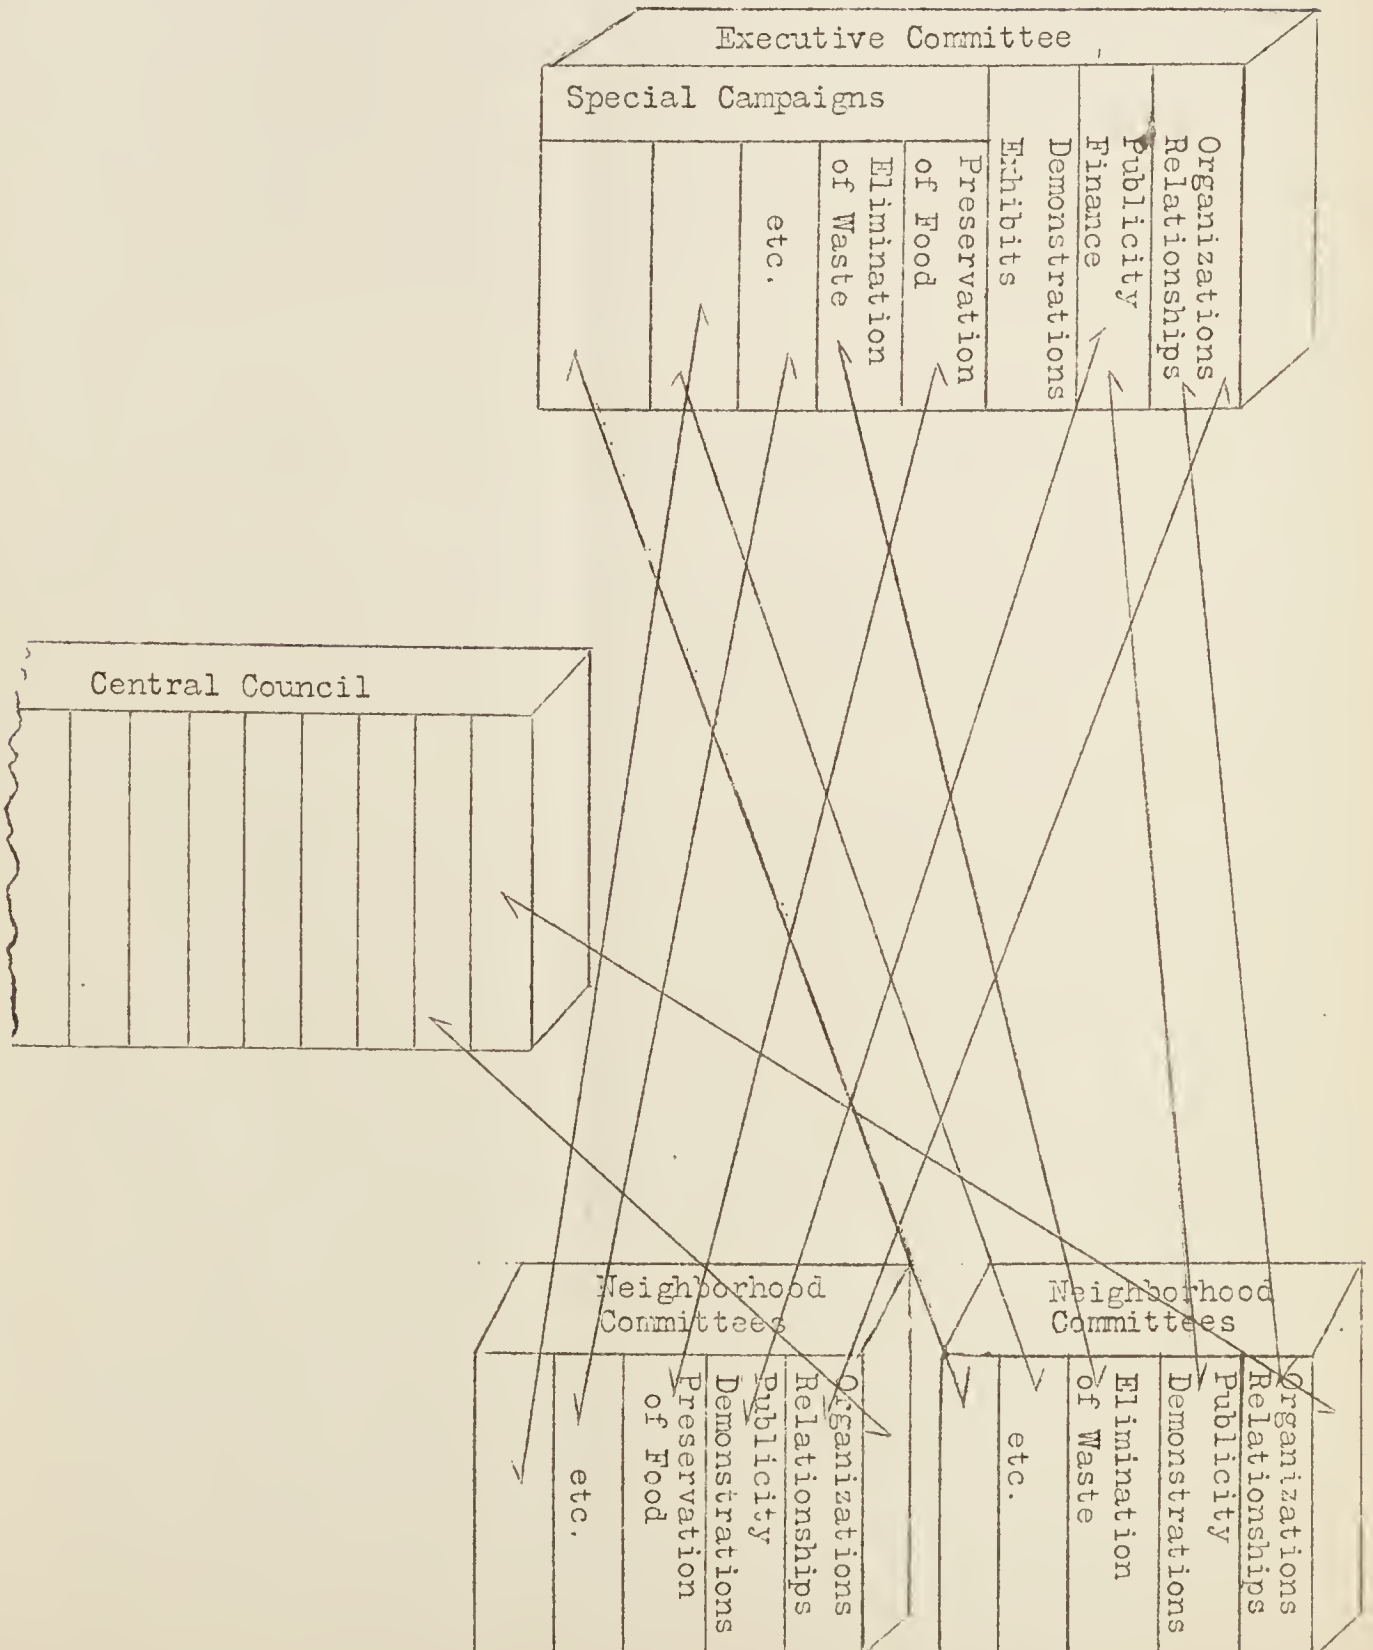 Executive Committee
Special Campaigns
etc.
Elimination
of Waste
Preservation
of Food
Demonstrations
Exhibits
Publicity
Finance
Organizations
Relationships
Central Council
Neighborhood
Committees
etc.
Preservation
of Food
Publicity
Demonstrations
Organizations
Relationships
Neighborhood
Committees
etc.
Elimination
of Waste
Publicity
Demonstrations
Organizations
Relationships